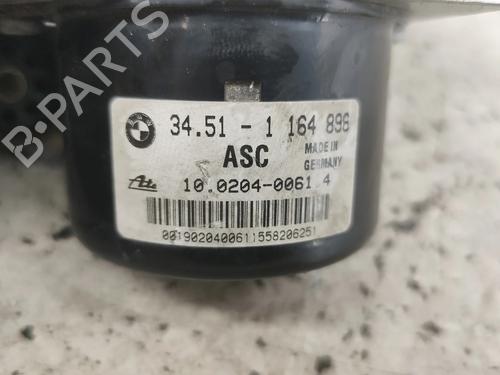 34.51 - 1 164 896
ASC
MADE IN
GERMANY
Ate
10.0204-0061 4
0019020400611558206251
B-PARTS